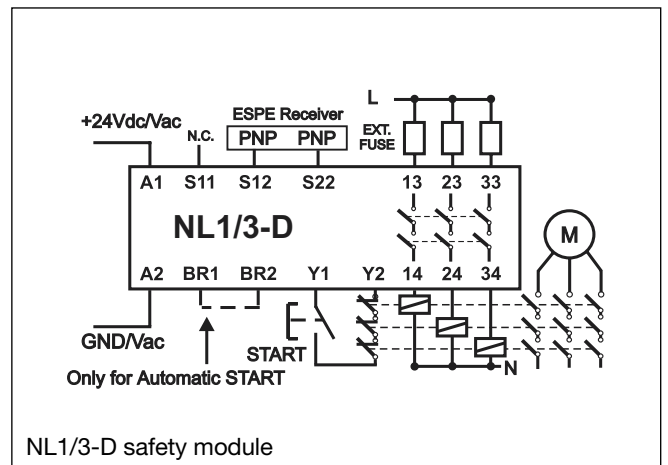 L
+24Vdc/Vac
N.C.
ESPE Receiver
PNP PNP
EXT.
FUSE
A1 S11 S12 S22 13 23 33
NL1/3-D
M
A2 BR1 BR2 Y1 Y2 14 24 34
GND/Vac
START
N
Only for Automatic START
NL1/3-D safety module